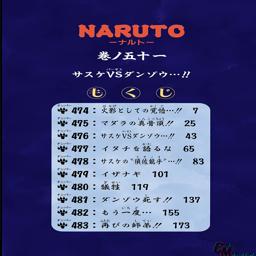 NARUTO
ーナルトー
巻ノ五十一
サスケVSダンゾウ…!!
もくじ
474：火影としての覚悟…!! 7
475：マダラの真骨頂!! 25
476：サスケVSダンゾウ…!! 43
477：イタチを語るな 65
478：サスケの“須佐能乎”…!! 83
479：イザナギ 101
480：犠牲 119
481：ダンゾウ死す…!! 137
482：もう一度… 155
483：再びの師弟!! 173